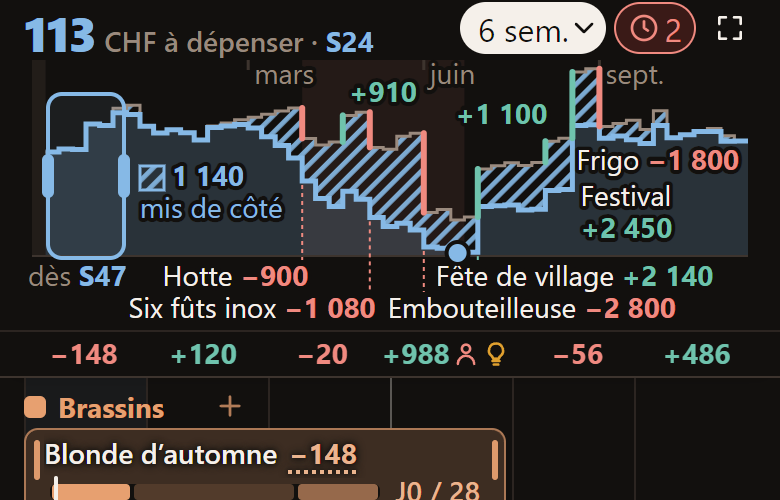 113 CHF à dépenser · S24
6 sem.
2
mars
juin
sept.
+910
+1 100
1 140
mis de côté
Frigo −1 800
Festival
+2 450
dès S47
Hotte −900
Fête de village +2 140
Six fûts inox −1 080
Embouteilleuse −2 800
−148 +120 −20 +988 −56 +486
Brassins +
Blonde d’automne −148
J0 / 28